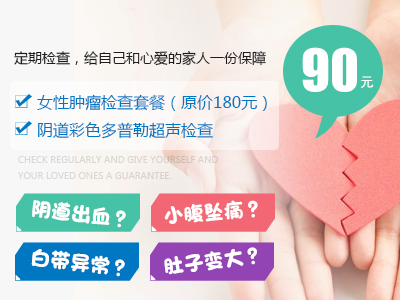 定期检查，给自己和心爱的家人一份保障
90元
女性肿瘤检查套餐（原价180元）
阴道彩色多普勒超声检查
CHECK REGULARLY AND GIVE YOURSELF AND
YOUR LOVED ONES A GUARANTEE.
阴道出血？
小腹坠痛？
白带异常？
肚子变大？